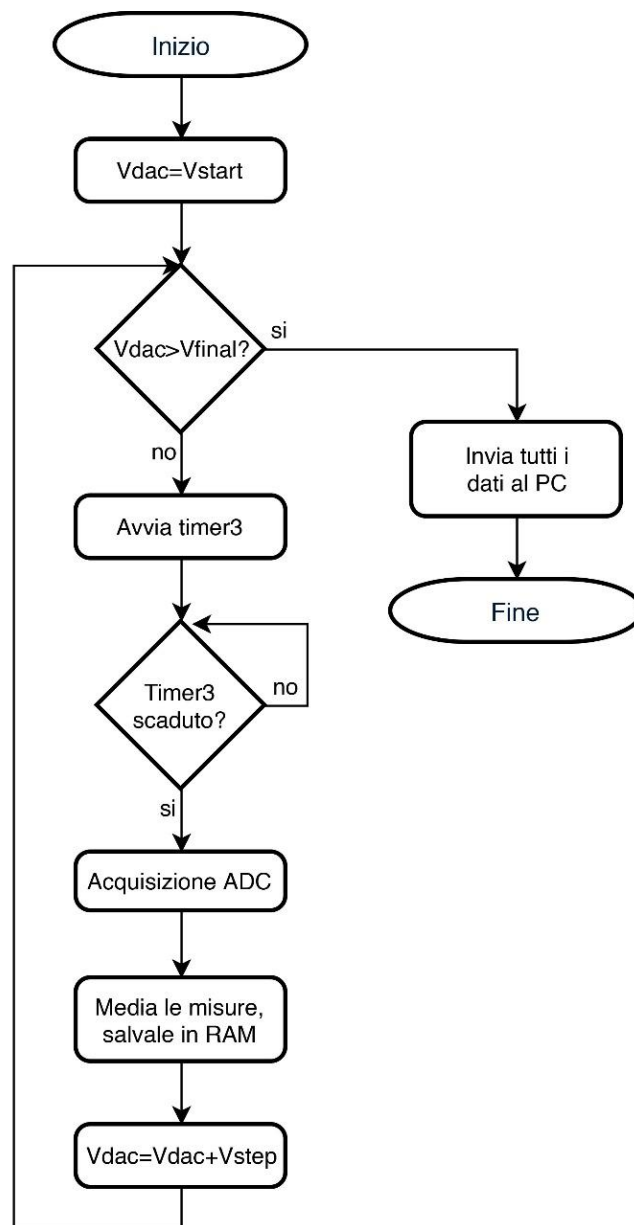 Inizio
Vdac=Vstart
Vdac>Vfinal?
si
no
Invia tutti i
dati al PC
Avvia timer3
Fine
Timer3
scaduto?
no
si
Acquisizione ADC
Media le misure,
salvale in RAM
Vdac=Vdac+Vstep